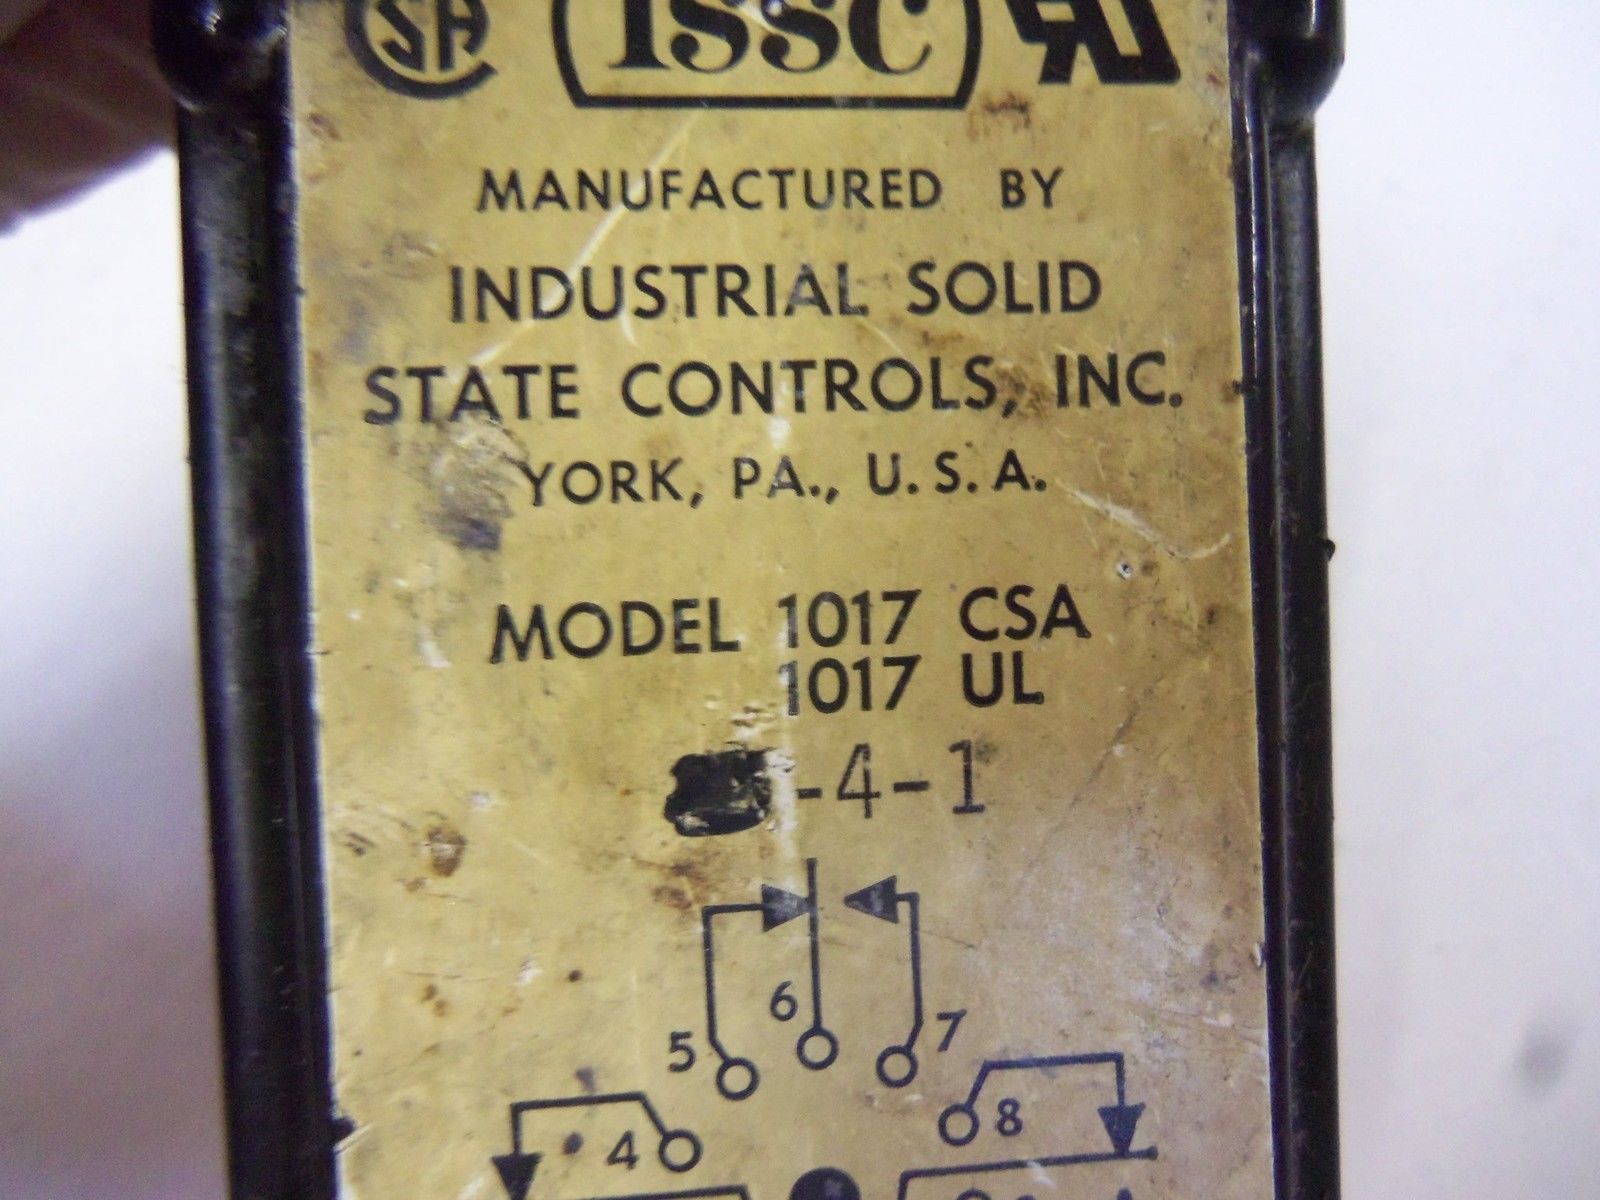 SA ISSC
MANUFACTURED BY
INDUSTRIAL SOLID
STATE CONTROLS, INC.
YORK, PA., U.S.A.
MODEL 1017 CSA
1017 UL
-4-1
6
5 7
4 8